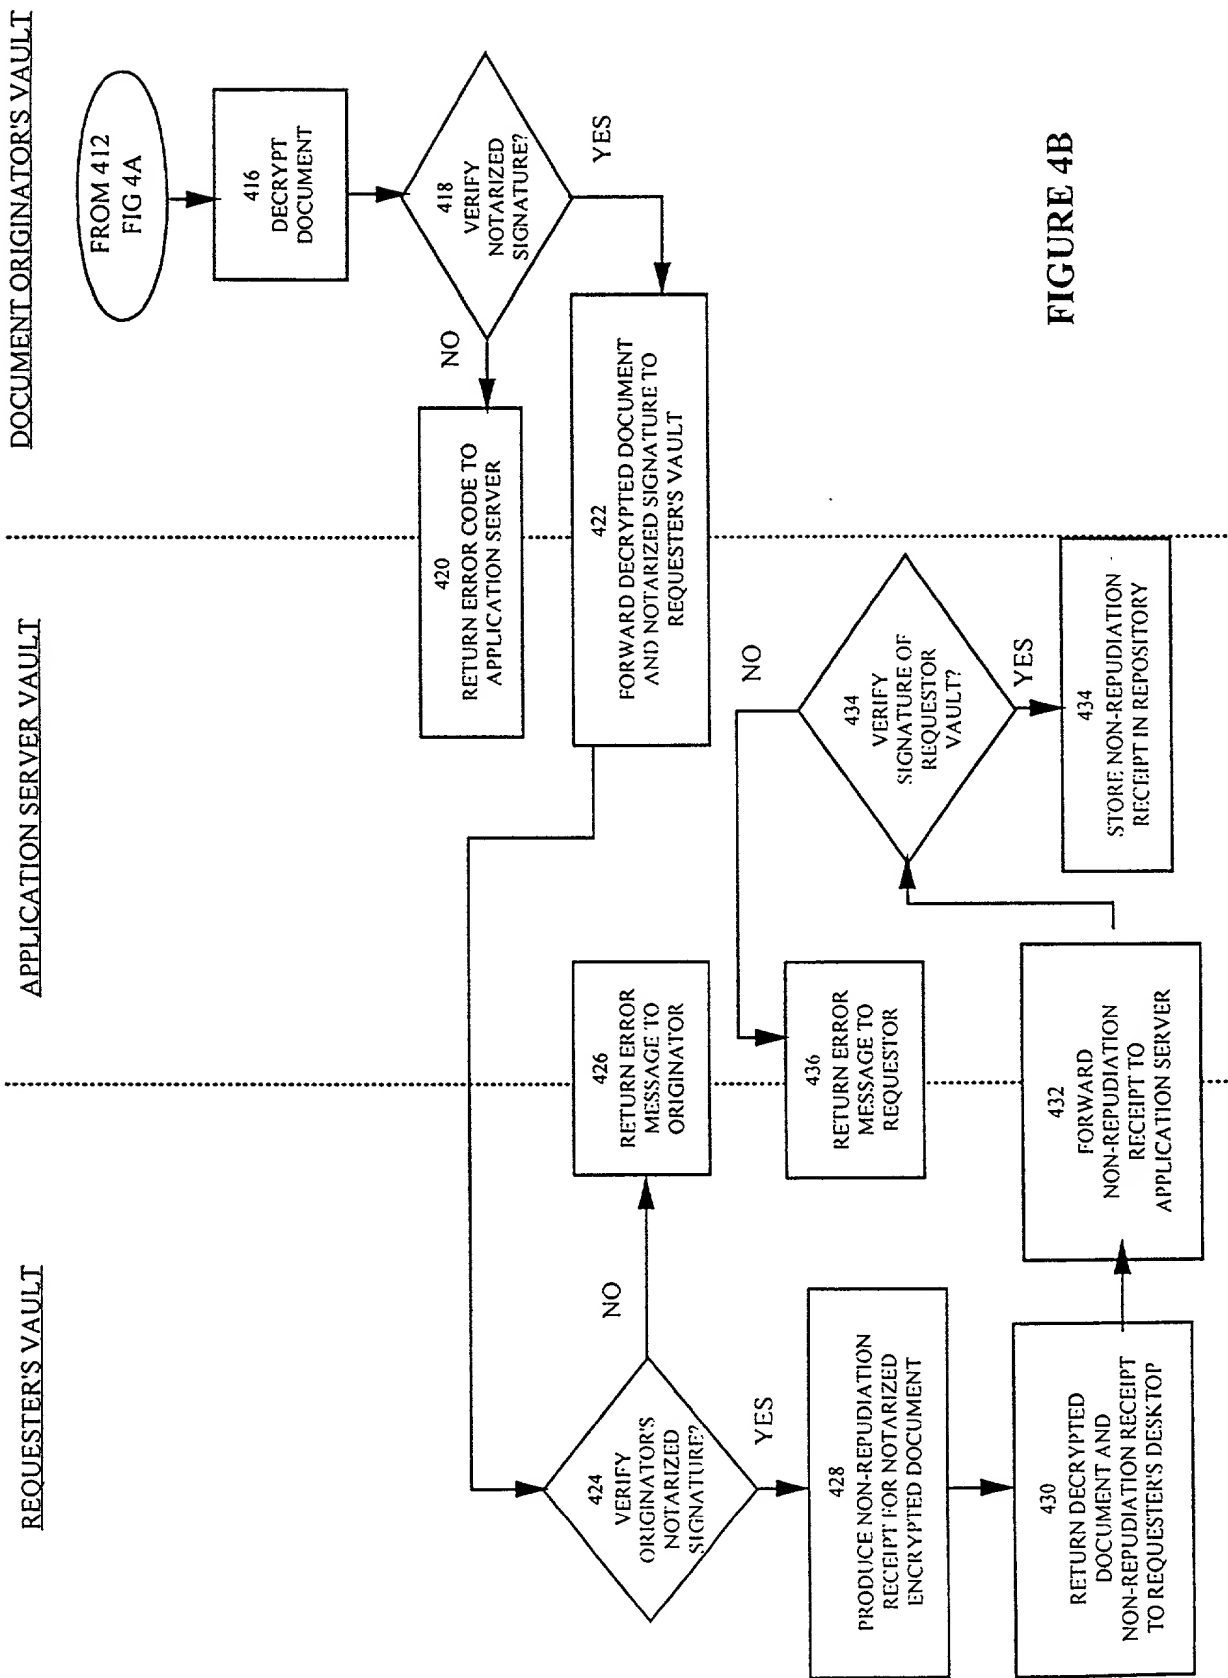 REQUESTER'S VAULT
APPLICATION SERVER VAULT
DOCUMENT ORIGINATOR'S VAULT
FROM 412
FIG 4A
416
DECRYPT
DOCUMENT
418
VERIFY
NOTARIZED
SIGNATURE?
NO
YES
420
RETURN ERROR CODE TO
APPLICATION SERVER
422
FORWARD DECRYPTED DOCUMENT
AND NOTARIZED SIGNATURE TO
REQUESTER'S VAULT
424
VERIFY
ORIGINATOR'S
NOTARIZED
SIGNATURE?
NO
YES
426
RETURN ERROR
MESSAGE TO
ORIGINATOR
428
PRODUCE NON-REPUDIATION
RECEIPT FOR NOTARIZED
ENCRYPTED DOCUMENT
430
RETURN DECRYPTED
DOCUMENT AND
NON-REPUDIATION RECEIPT
TO REQUESTER'S DESKTOP
432
FORWARD
NON-REPUDIATION
RECEIPT TO
APPLICATION SERVER
434
VERIFY
SIGNATURE OF
REQUESTOR
VAULT?
NO
YES
436
RETURN ERROR
MESSAGE TO
REQUESTOR
434
STORE NON-REPUDIATION
RECEIPT IN REPOSITORY
FIGURE 4B